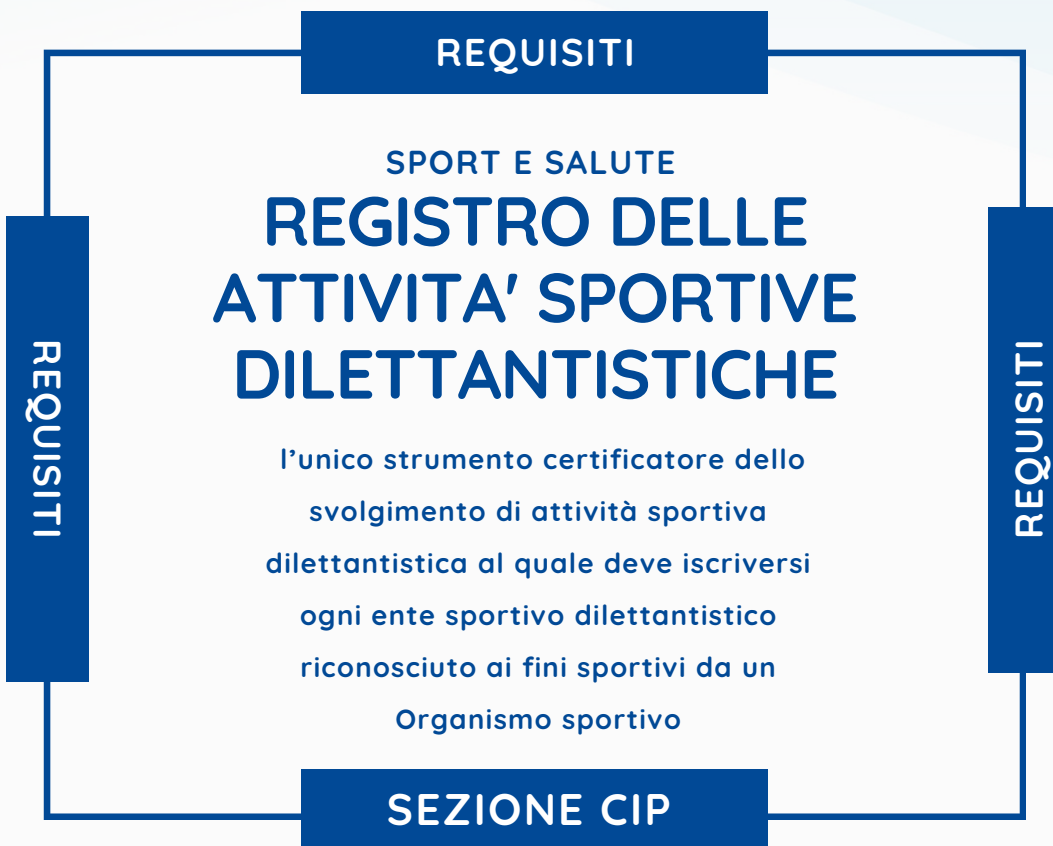 REQUISITI
SPORT E SALUTE
REGISTRO DELLE
ATTIVITA' SPORTIVE
DILETTANTISTICHE
REQUISITI
REQUISITI
l’unico strumento certificatore dello
svolgimento di attività sportiva
dilettantistica al quale deve iscriversi
ogni ente sportivo dilettantistico
riconosciuto ai fini sportivi da un
Organismo sportivo
SEZIONE CIP